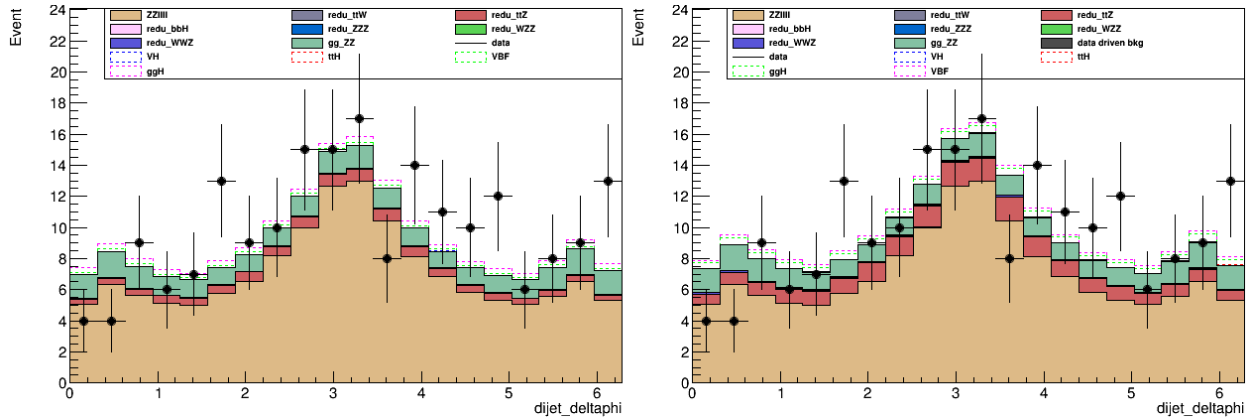 24
22
20
18
16
14
12
10
8
6
4
2
0
Event
ZZllll redu_ttW redu_ttZ
redu_bbH redu_ZZZ redu_WZZ
redu_WWZ gg_ZZ data
VH ttH VBF
ggH
0 1 2 3 4 5 6
dijet_deltaphi
24
22
20
18
16
14
12
10
8
6
4
2
0
Event
ZZllll redu_ttW redu_ttZ
redu_bbH redu_ZZZ redu_WZZ
redu_WWZ gg_ZZ data driven bkg
data VH ttH
ggH VBF
0 1 2 3 4 5 6
dijet_deltaphi